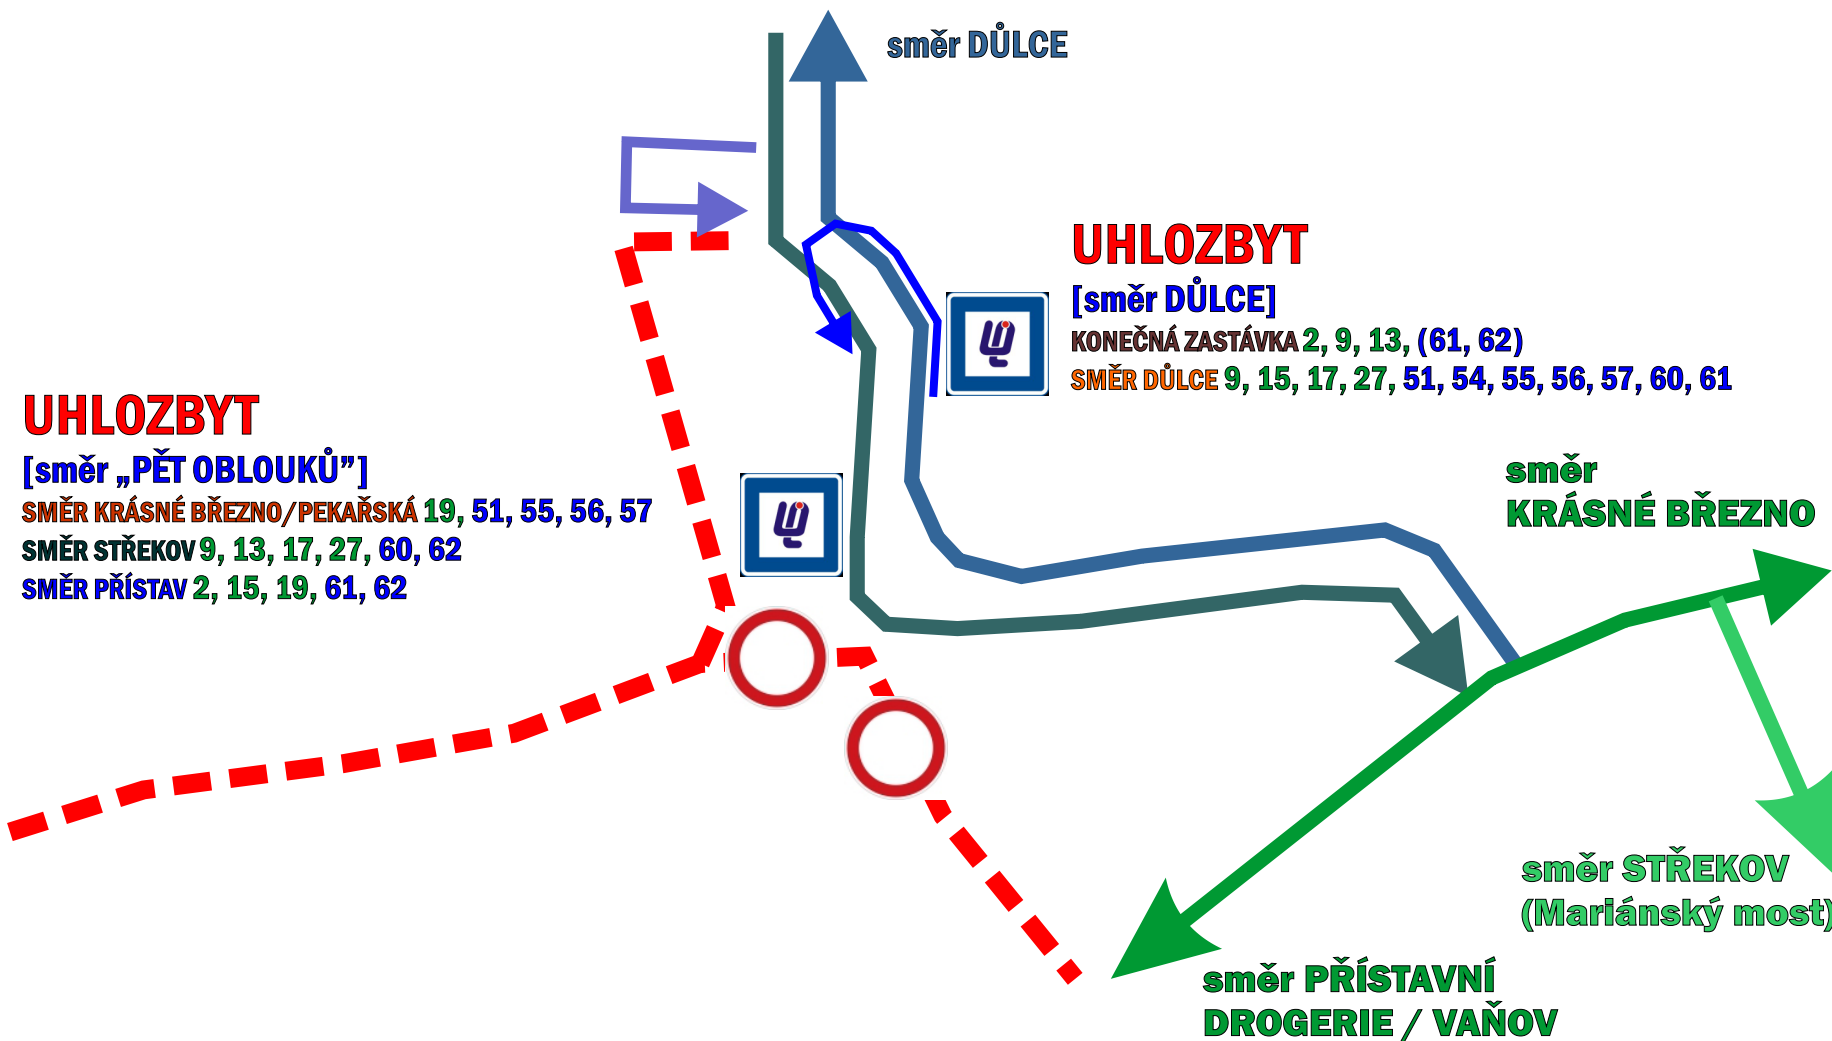 směr DŮLCE
UHLOZBYT
[směr DŮLCE]
KONEČNÁ ZASTÁVKA 2, 9, 13, (61, 62)
SMĚR DŮLCE 9, 15, 17, 27, 51, 54, 55, 56, 57, 60, 61
UHLOZBYT
[směr „PĚT OBLOUKŮ”]
SMĚR KRÁSNÉ BŘEZNO/PEKAŘSKÁ 19, 51, 55, 56, 57
SMĚR STŘEKOV 9, 13, 17, 27, 60, 62
SMĚR PŘÍSTAV 2, 15, 19, 61, 62
směr
KRÁSNÉ BŘEZNO
směr STŘEKOV
(Mariánský most)
směr PŘÍSTAVNÍ
DROGERIE / VAŇOV